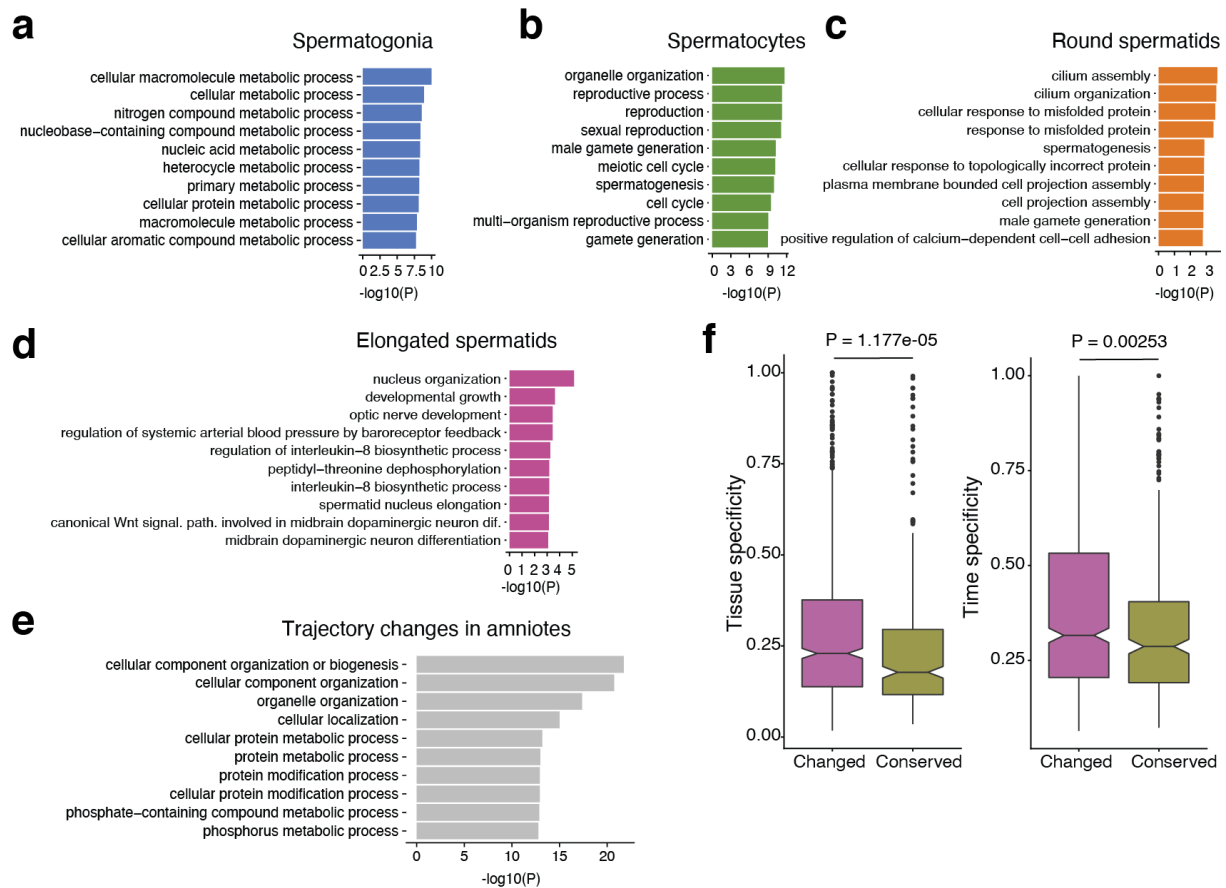 a
Spermatogonia
cellular macromolecule metabolic process
cellular metabolic process
nitrogen compound metabolic process
nucleobase−containing compound metabolic process
nucleic acid metabolic process
heterocycle metabolic process
primary metabolic process
cellular protein metabolic process
macromolecule metabolic process
cellular aromatic compound metabolic process
0 2.5 5 7.5 10
-log10(P)
b
Spermatocytes
organelle organization
reproductive process
reproduction
sexual reproduction
male gamete generation
meiotic cell cycle
spermatogenesis
cell cycle
multi−organism reproductive process
gamete generation
0 3 6 9 12
-log10(P)
c
Round spermatids
cilium assembly
cilium organization
cellular response to misfolded protein
response to misfolded protein
spermatogenesis
cellular response to topologically incorrect protein
plasma membrane bounded cell projection assembly
cell projection assembly
male gamete generation
positive regulation of calcium−dependent cell−cell adhesion
0 1 2 3
-log10(P)
d
Elongated spermatids
nucleus organization
developmental growth
optic nerve development
regulation of systemic arterial blood pressure by baroreceptor feedback
regulation of interleukin−8 biosynthetic process
peptidyl−threonine dephosphorylation
interleukin−8 biosynthetic process
spermatid nucleus elongation
canonical Wnt signal. path. involved in midbrain dopaminergic neuron dif.
midbrain dopaminergic neuron differentiation
0 1 2 3 4 5
-log10(P)
e
Trajectory changes in amniotes
cellular component organization or biogenesis
cellular component organization
organelle organization
cellular localization
cellular protein metabolic process
protein metabolic process
protein modification process
cellular protein modification process
phosphate−containing compound metabolic process
phosphorus metabolic process
0 5 10 15 20
-log10(P)
f
P = 1.177e-05
Tissue specificity
1.00
0.75
0.50
0.25
0.00
Changed Conserved
P = 0.00253
Time specificity
1.00
0.75
0.50
0.25
Changed Conserved